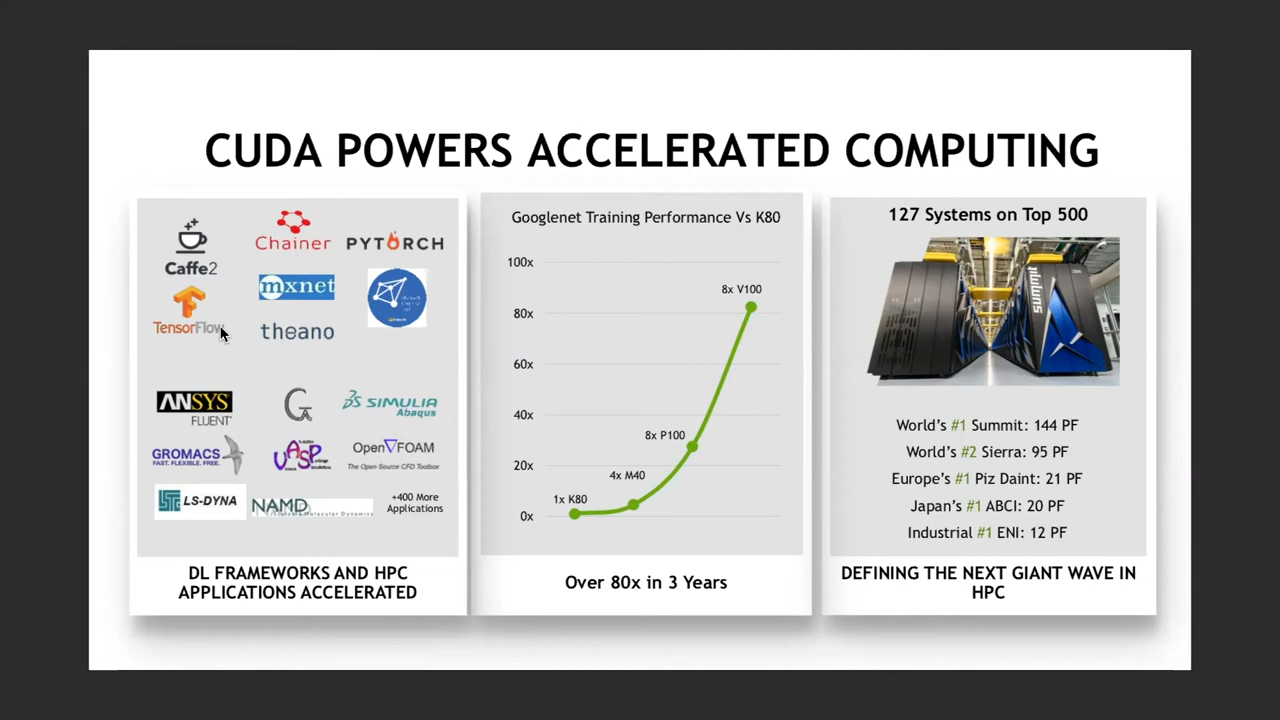 CUDA POWERS ACCELERATED COMPUTING
Caffe2
Chainer
PYTORCH
mxnet
TensorFlow
theano
ANSYS
FLUENT
SIMULIA
Abaqus
GROMACS
FAST. FLEXIBLE. FREE.
VASP
OpenFOAM
The Open Source CFD Toolbox
LS-DYNA
NAMD
+400 More
Applications
DL FRAMEWORKS AND HPC
APPLICATIONS ACCELERATED
Googlenet Training Performance Vs K80
100x
80x
60x
40x
20x
0x
1x K80
4x M40
8x P100
8x V100
Over 80x in 3 Years
127 Systems on Top 500
SUMMIT
World's #1 Summit: 144 PF
World's #2 Sierra: 95 PF
Europe's #1 Piz Daint: 21 PF
Japan's #1 ABCI: 20 PF
Industrial #1 ENI: 12 PF
DEFINING THE NEXT GIANT WAVE IN
HPC